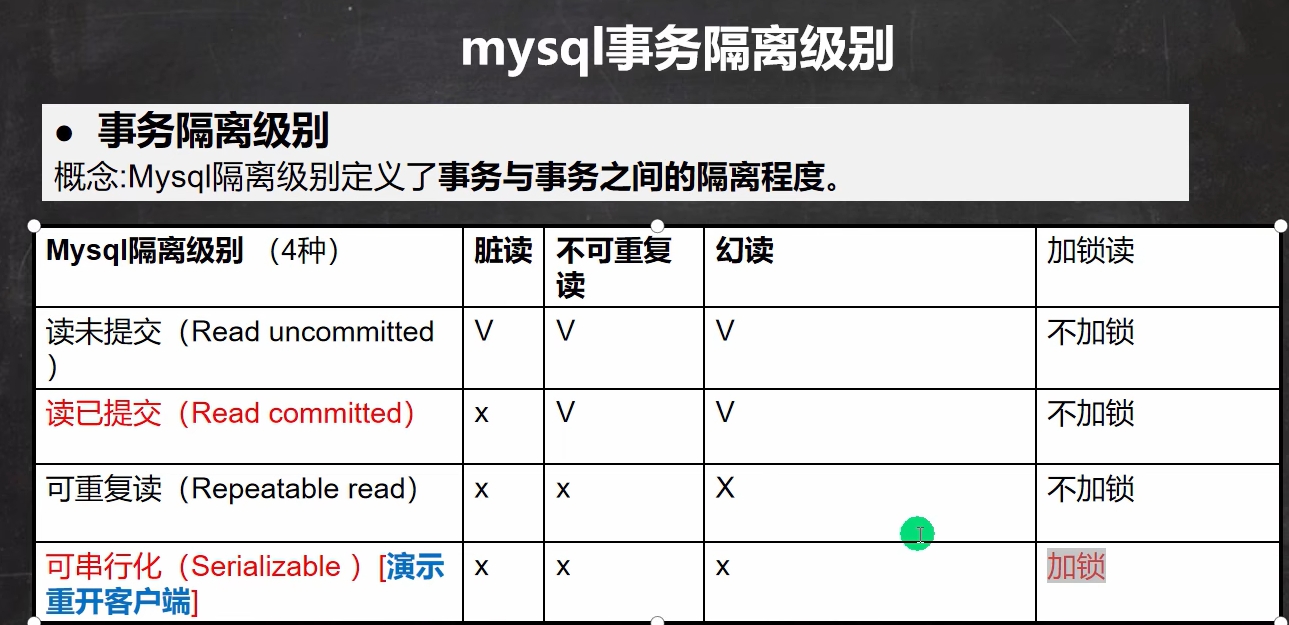 mysql事务隔离级别
● 事务隔离级别
概念:Mysql隔离级别定义了事务与事务之间的隔离程度。
Mysql隔离级别 （4种） 脏读 不可重复 幻读 加锁读
读
读未提交（Read uncommitted V V V 不加锁
）
读已提交（Read committed） x V V 不加锁
可重复读（Repeatable read） x x X 不加锁
可串行化（Serializable ）[演示 x x x 加锁
重开客户端]